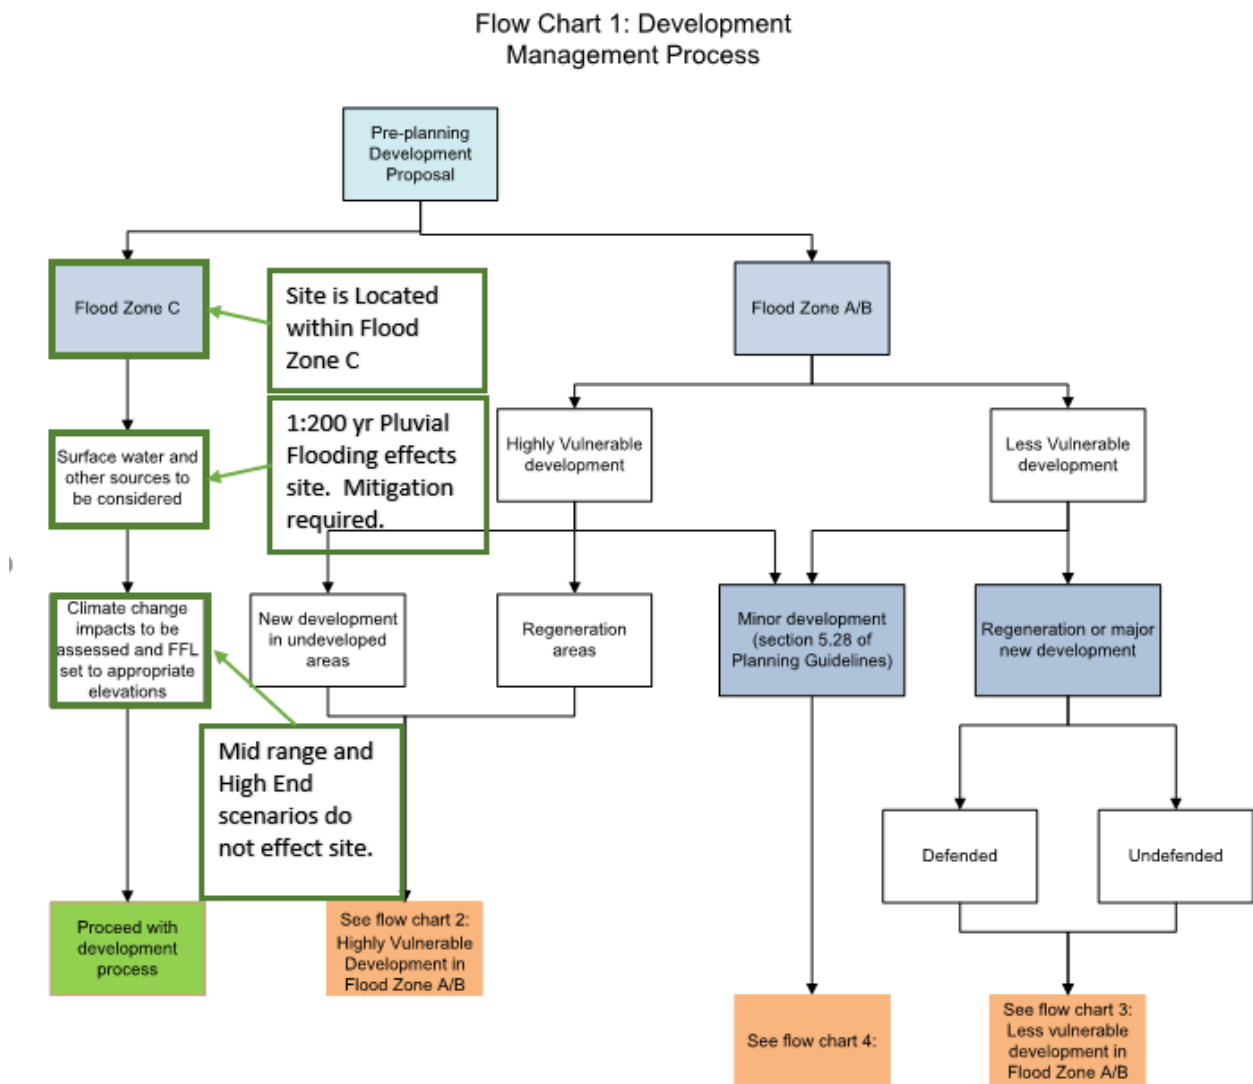 Flow Chart 1: Development
Management Process
Pre-planning
Development
Proposal
Flood Zone C
Site is Located
within Flood
Zone C
Flood Zone A/B
Surface water and
other sources to
be considered
1:200 yr Pluvial
Flooding effects
site. Mitigation
required.
Highly Vulnerable
development
Less Vulnerable
development
Climate change
impacts to be
assessed and FFL
set to appropriate
elevations
New development
in undeveloped
areas
Regeneration
areas
Minor development
(section 5.28 of
Planning Guidelines)
Regeneration or major
new development
Mid range and
High End
scenarios do
not effect site.
Defended
Undefended
Proceed with
development
process
See flow chart 2:
Highly Vulnerable
Development in
Flood Zone A/B
See flow chart 4:
See flow chart 3:
Less vulnerable
development in
Flood Zone A/B